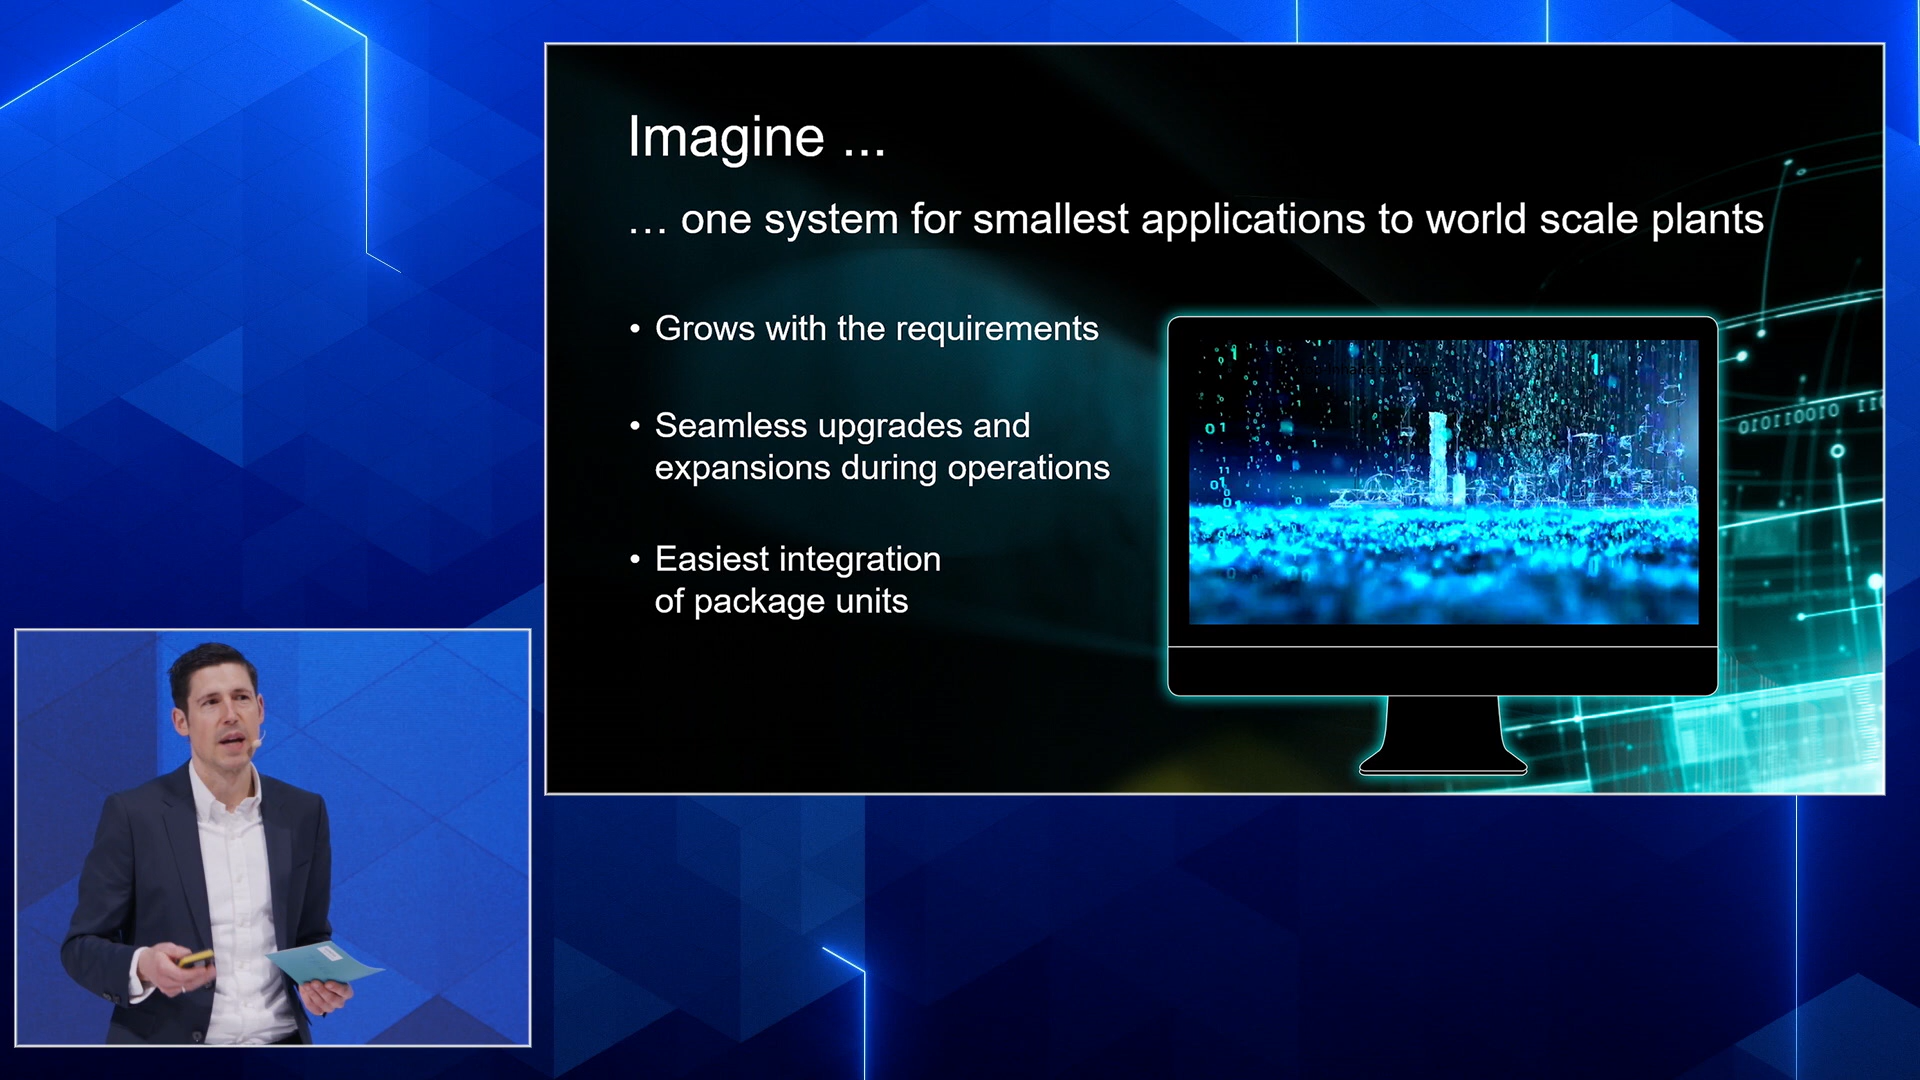 Imagine ...
… one system for smallest applications to world scale plants
• Grows with the requirements
• Seamless upgrades and
expansions during operations
• Easiest integration
of package units